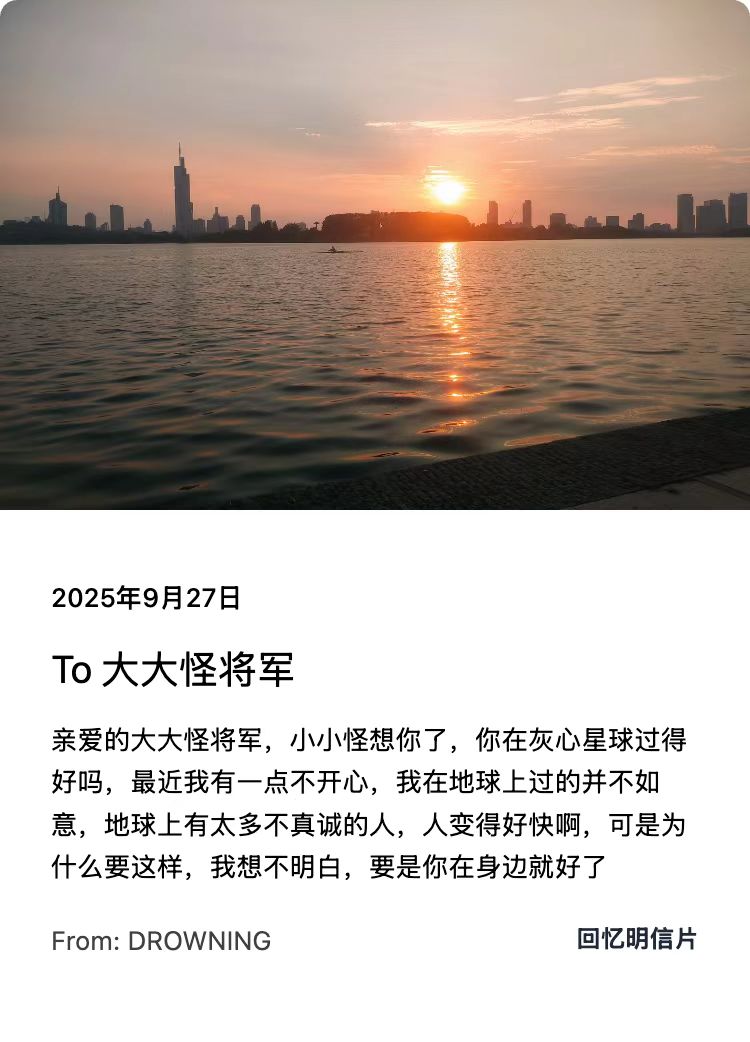 2025年9月27日
To 大大怪将军
亲爱的大大怪将军，小小怪想你了，你在灰心星球过得
好吗，最近我有一点不开心，我在地球上过的并不如
意，地球上有太多不真诚的人，人变得好快啊，可是为
什么要这样，我想不明白，要是你在身边就好了
From: DROWNING
回忆明信片